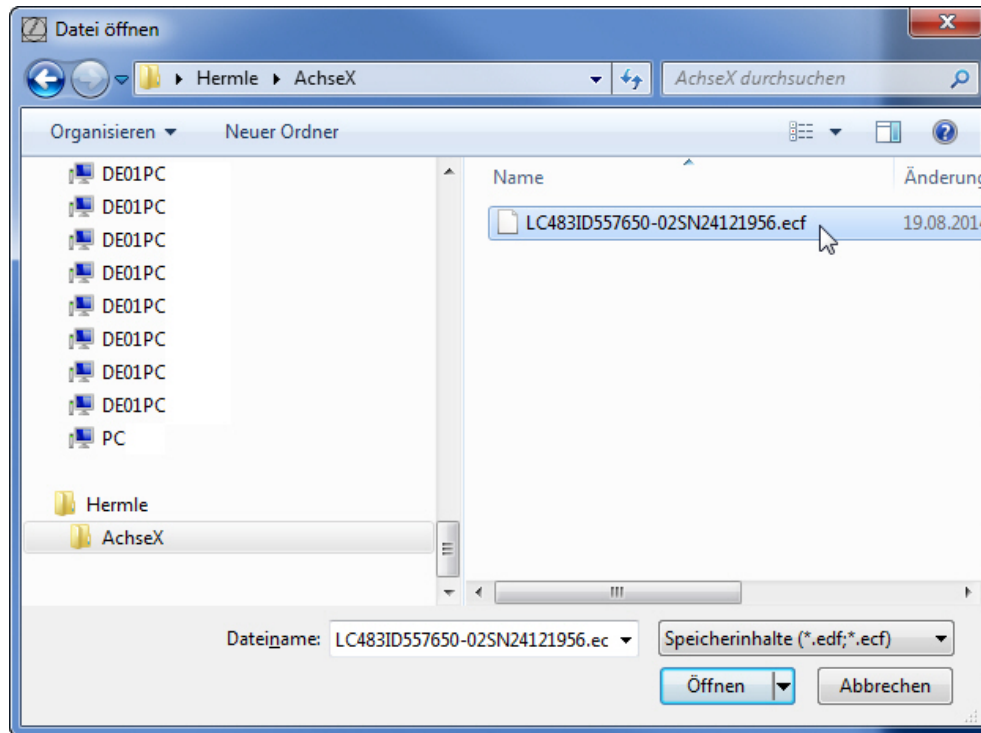 Datei öffnen
Hermle AchseX AchseX durchsuchen
Organisieren Neuer Ordner
DE01PC
DE01PC
DE01PC
DE01PC
DE01PC
DE01PC
DE01PC
DE01PC
PC
Hermle
AchseX
Name Änderung
LC483ID557650-02SN24121956.ecf 19.08.201
Dateiname: LC483ID557650-02SN24121956.ec Speicherinhalte (*.edf;*.ecf)
Öffnen Abbrechen